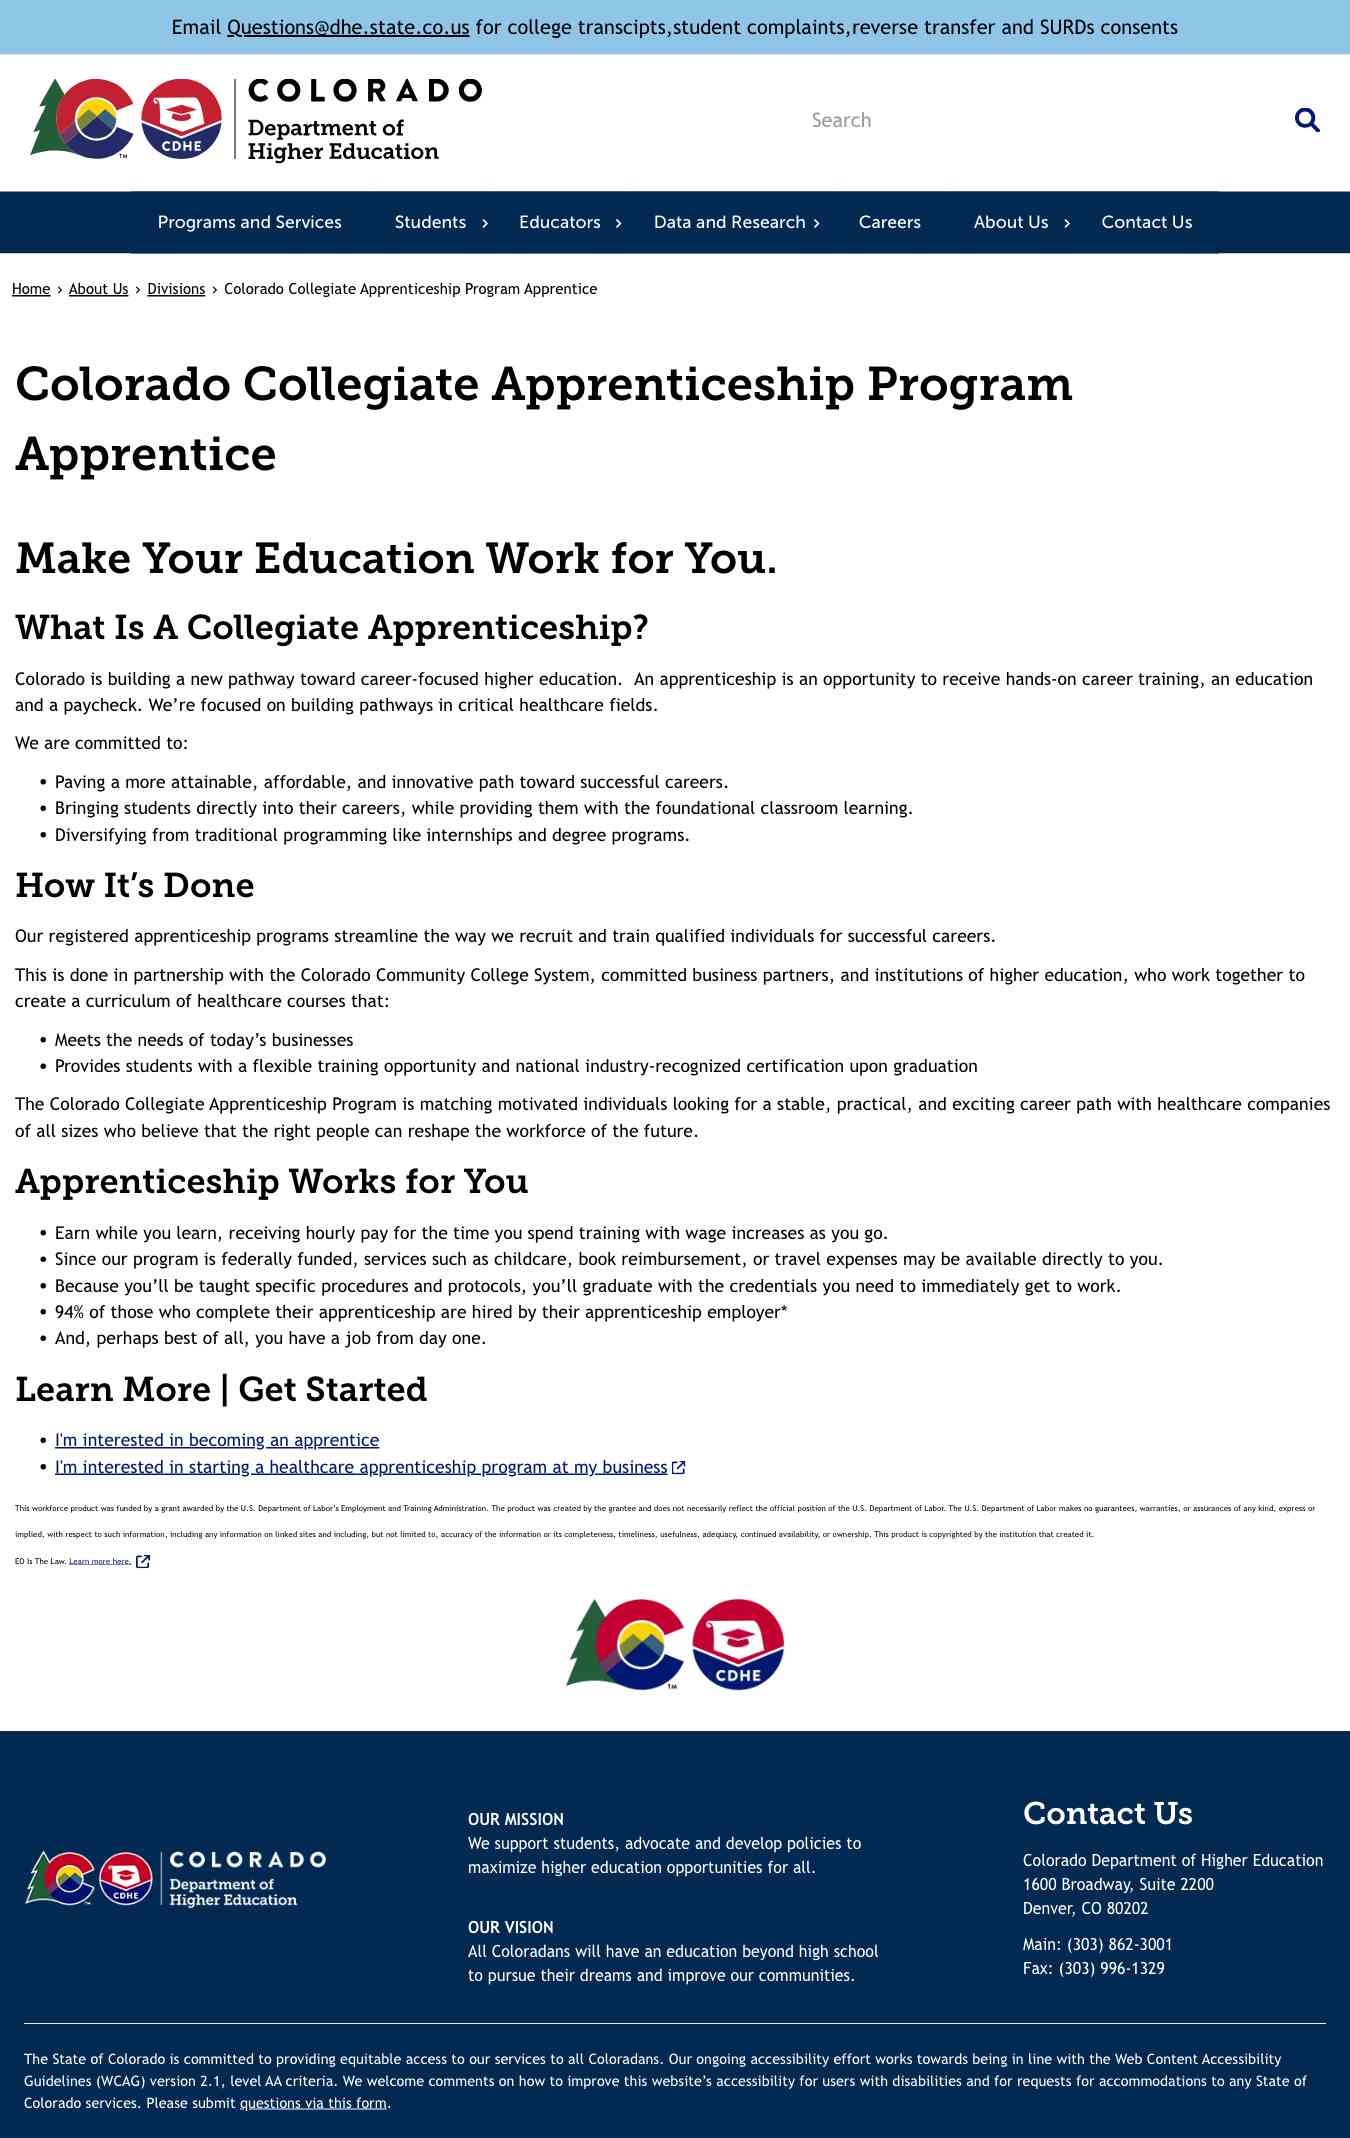 Email Questions@dhe.state.co.us for college transcipts,student complaints,reverse transfer and SURDs consents
CDHE
TM
COLORADO
Department of
Higher Education
Search
Programs and Services Students Educators Data and Research Careers About Us Contact Us
Home › About Us › Divisions › Colorado Collegiate Apprenticeship Program Apprentice
Colorado Collegiate Apprenticeship Program
Apprentice
Make Your Education Work for You.
What Is A Collegiate Apprenticeship?
Colorado is building a new pathway toward career-focused higher education.  An apprenticeship is an opportunity to receive hands-on career training, an education
and a paycheck. We’re focused on building pathways in critical healthcare fields.
We are committed to:
• Paving a more attainable, affordable, and innovative path toward successful careers.
• Bringing students directly into their careers, while providing them with the foundational classroom learning.
• Diversifying from traditional programming like internships and degree programs.
How It’s Done
Our registered apprenticeship programs streamline the way we recruit and train qualified individuals for successful careers.
This is done in partnership with the Colorado Community College System, committed business partners, and institutions of higher education, who work together to
create a curriculum of healthcare courses that:
• Meets the needs of today’s businesses
• Provides students with a flexible training opportunity and national industry-recognized certification upon graduation
The Colorado Collegiate Apprenticeship Program is matching motivated individuals looking for a stable, practical, and exciting career path with healthcare companies
of all sizes who believe that the right people can reshape the workforce of the future.
Apprenticeship Works for You
• Earn while you learn, receiving hourly pay for the time you spend training with wage increases as you go.
• Since our program is federally funded, services such as childcare, book reimbursement, or travel expenses may be available directly to you.
• Because you’ll be taught specific procedures and protocols, you’ll graduate with the credentials you need to immediately get to work.
• 94% of those who complete their apprenticeship are hired by their apprenticeship employer*
• And, perhaps best of all, you have a job from day one.
Learn More | Get Started
• I'm interested in becoming an apprentice
• I'm interested in starting a healthcare apprenticeship program at my business
This workforce product was funded by a grant awarded by the U.S. Department of Labor’s Employment and Training Administration. The product was created by the grantee and does not necessarily reflect the official position of the U.S. Department of Labor. The U.S. Department of Labor makes no guarantees, warranties, or assurances of any kind, express or
implied, with respect to such information, including any information on linked sites and including, but not limited to, accuracy of the information or its completeness, timeliness, usefulness, adequacy, continued availability, or ownership. This product is copyrighted by the institution that created it.
EO Is The Law. Learn more here.
CDHE
TM
CDHE
COLORADO
Department of
Higher Education
OUR MISSION
We support students, advocate and develop policies to
maximize higher education opportunities for all.
OUR VISION
All Coloradans will have an education beyond high school
to pursue their dreams and improve our communities.
Contact Us
Colorado Department of Higher Education
1600 Broadway, Suite 2200
Denver, CO 80202
Main: (303) 862-3001
Fax: (303) 996-1329
The State of Colorado is committed to providing equitable access to our services to all Coloradans. Our ongoing accessibility effort works towards being in line with the Web Content Accessibility
Guidelines (WCAG) version 2.1, level AA criteria. We welcome comments on how to improve this website’s accessibility for users with disabilities and for requests for accommodations to any State of
Colorado services. Please submit questions via this form.